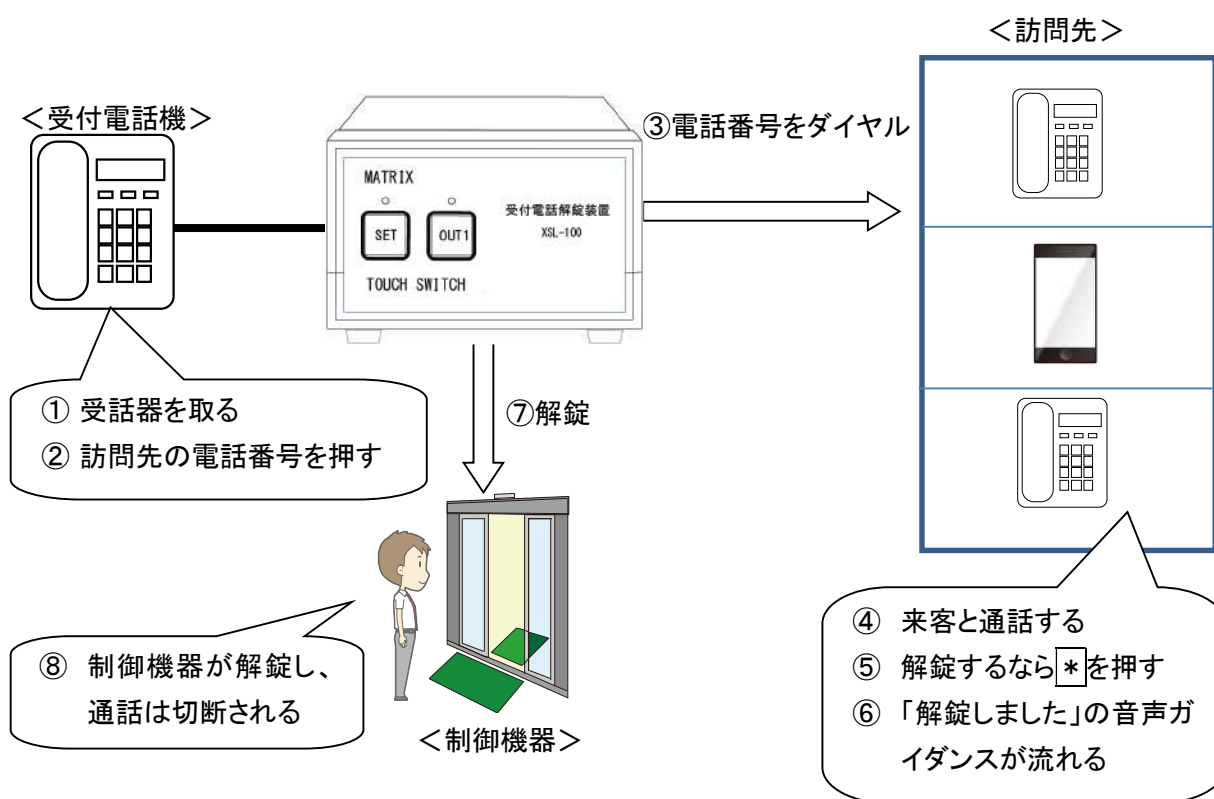 ＜訪問先＞
＜受付電話機＞
③電話番号をダイヤル
MATRIX
受付電話解錠装置
XSL-100
SET
OUT1
TOUCH SWITCH
① 受話器を取る
② 訪問先の電話番号を押す
⑦解錠
④ 来客と通話する
⑤ 解錠するなら*を押す
⑥ 「解錠しました」の音声ガ
イダンスが流れる
⑧ 制御機器が解錠し、
通話は切断される
＜制御機器＞